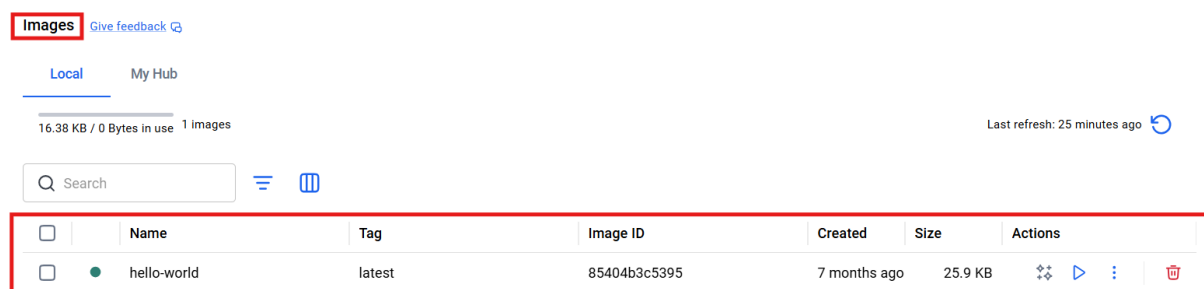 Images Give feedback
Local My Hub
16.38 KB / 0 Bytes in use 1 images Last refresh: 25 minutes ago
Search
Name Tag Image ID Created Size Actions
hello-world latest 85404b3c5395 7 months ago 25.9 KB